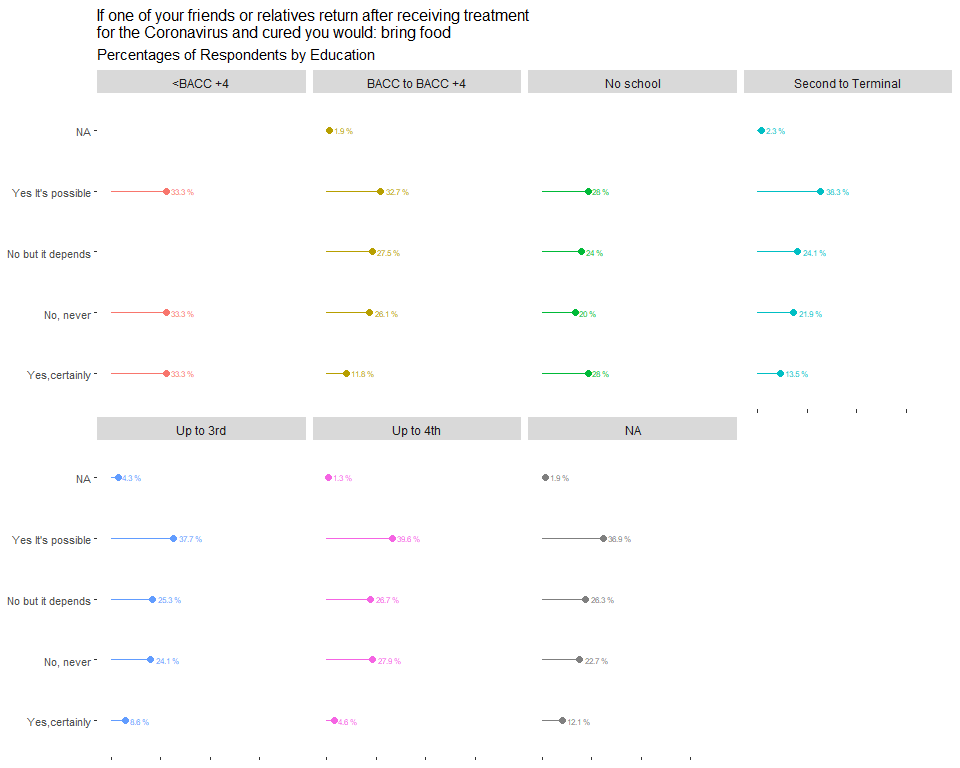 If one of your friends or relatives return after receiving treatment
for the Coronavirus and cured you would: bring food
Percentages of Respondents by Education
<BACC +4 BACC to BACC +4 No school Second to Terminal
NA 1.9 % 2.3 %
Yes It's possible 33.3 % 32.7 % 28 % 38.3 %
No but it depends 27.5 % 24 % 24.1 %
No, never 33.3 % 26.1 % 20 % 21.9 %
Yes,certainly 33.3 % 11.8 % 28 % 13.5 %
Up to 3rd Up to 4th NA
NA 4.3 % 1.3 % 1.9 %
Yes It's possible 37.7 % 39.6 % 36.9 %
No but it depends 25.3 % 26.7 % 26.3 %
No, never 24.1 % 27.9 % 22.7 %
Yes,certainly 8.6 % 4.6 % 12.1 %